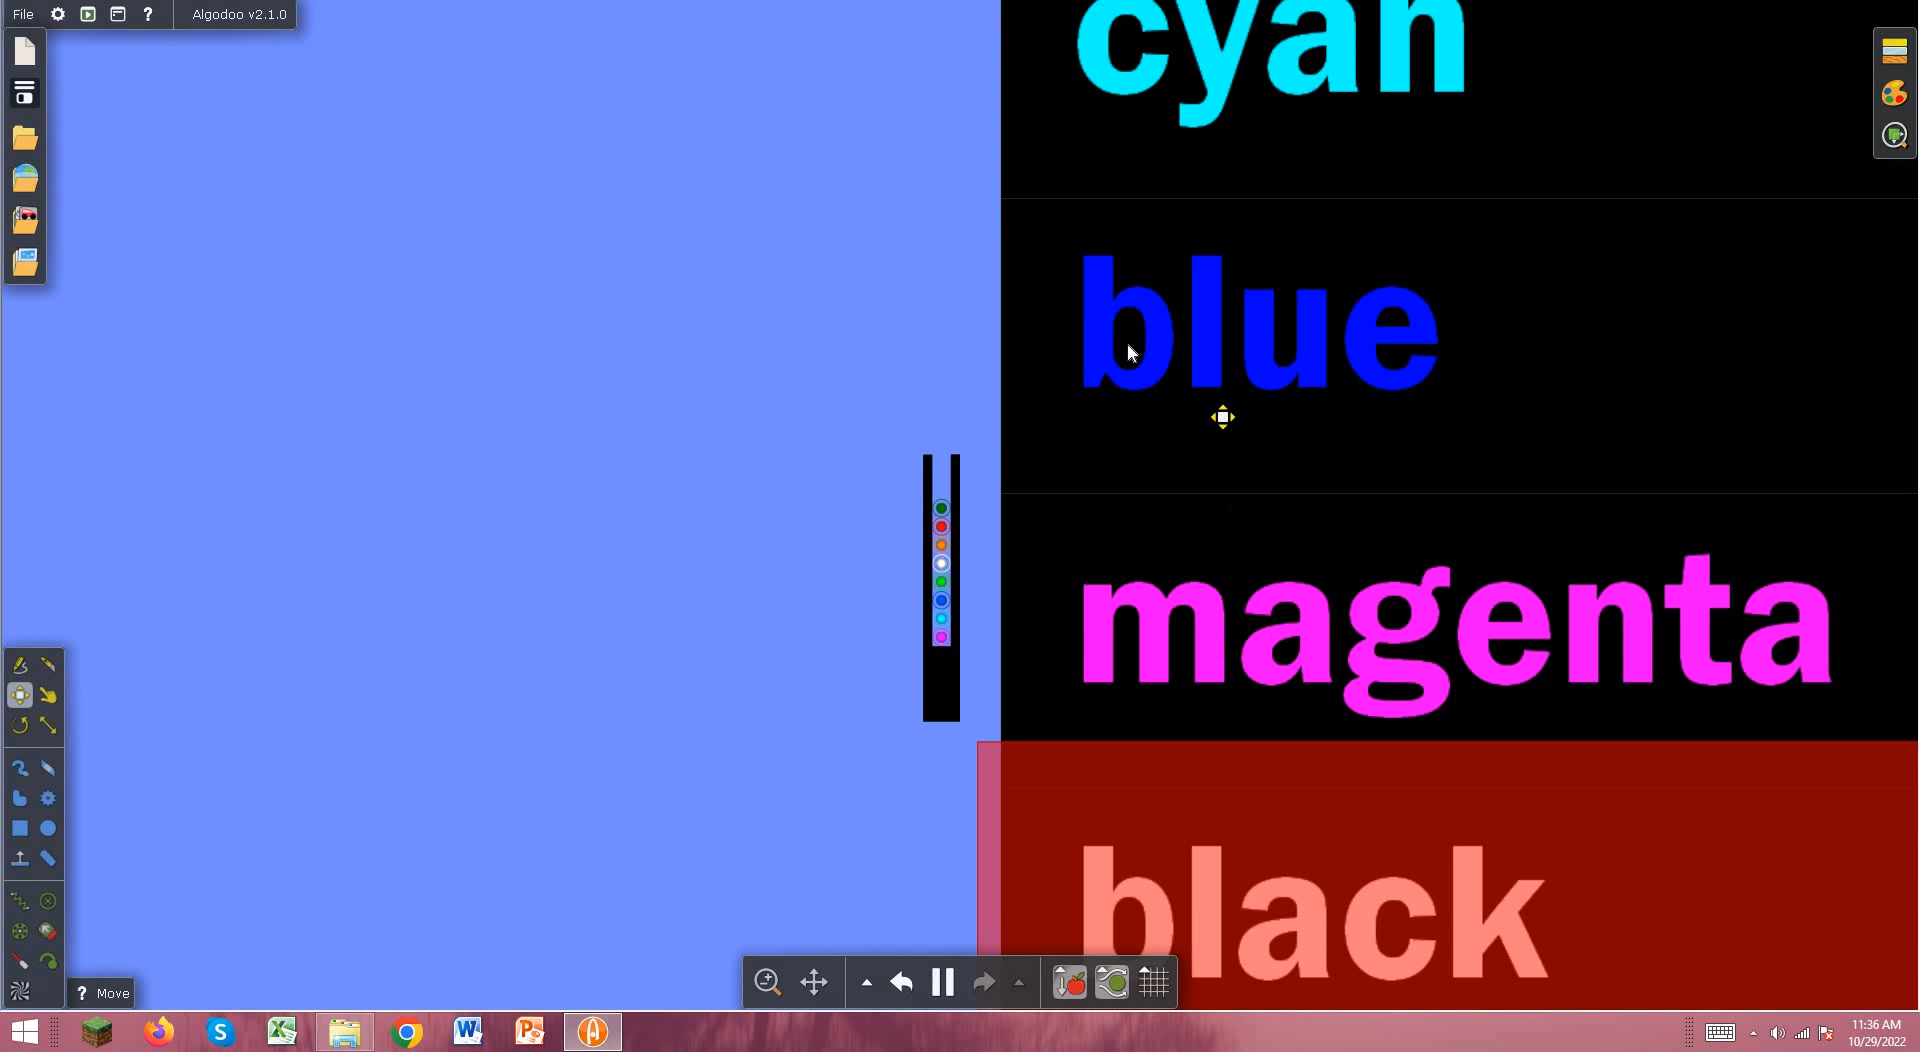 File ? Algodoo v2.1.0
cyan
blue
magenta
black
? Move
11:36 AM
10/29/2022